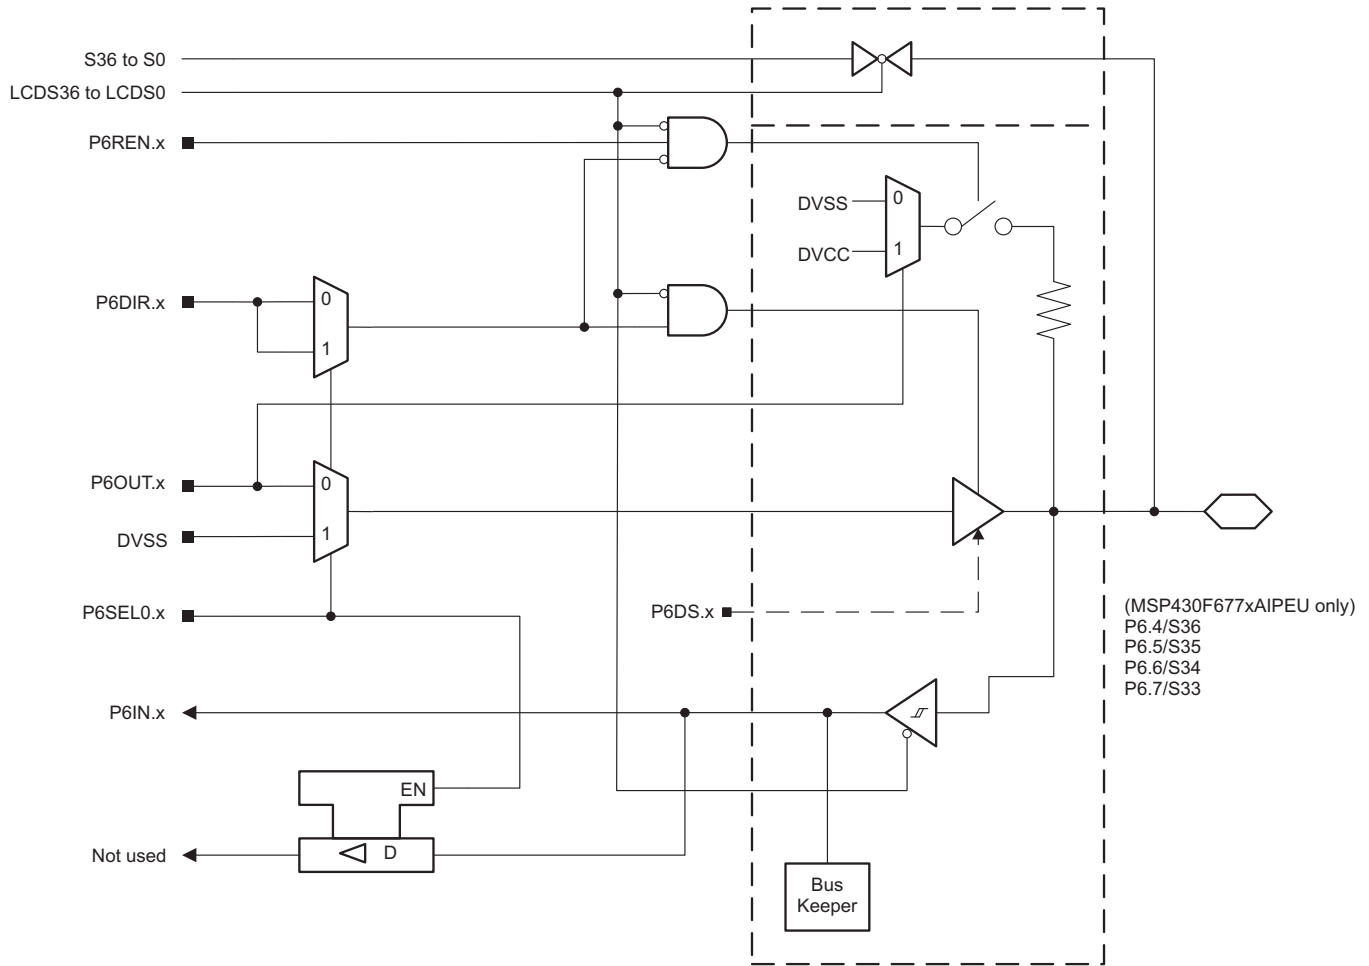 S36 to S0
LCDS36 to LCDS0
P6REN.x
DVSS
0
DVCC
1
P6DIR.x
0
1
P6OUT.x
0
DVSS
1
P6SEL0.x
P6DS.x
(MSP430F677xAIPEU only)
P6.4/S36
P6.5/S35
P6.6/S34
P6.7/S33
P6IN.x
EN
Not used
D
Bus
Keeper